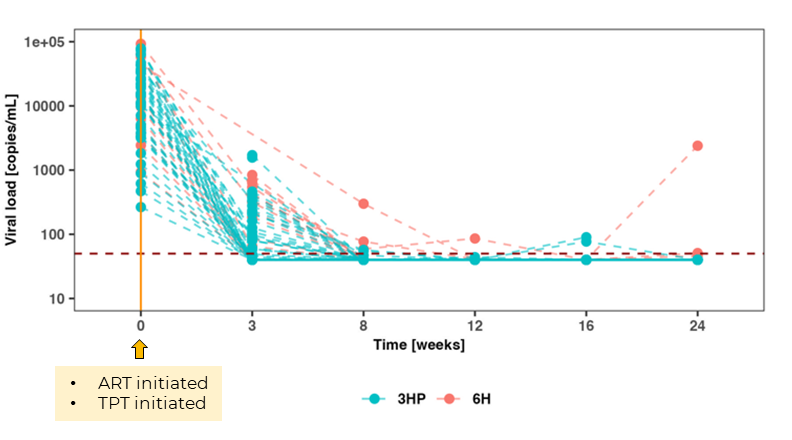 Viral load [copies/mL]
1e+05
10000
1000
100
10
0 3 8 12 16 24
Time [weeks]
• ART initiated
• TPT initiated
3HP 6H